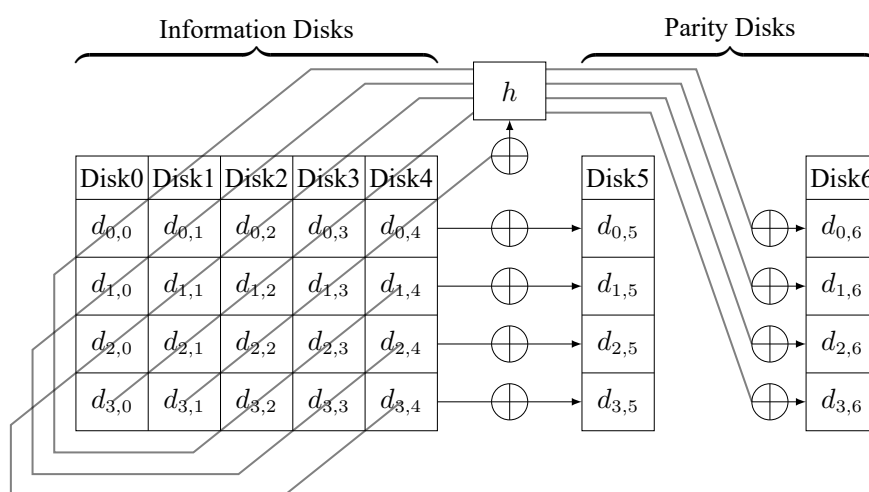 Information Disks Parity Disks
h
Disk0 Disk1 Disk2 Disk3 Disk4 Disk5 Disk6
d0,0 d0,1 d0,2 d0,3 d0,4 d0,5 d0,6
d1,0 d1,1 d1,2 d1,3 d1,4 d1,5 d1,6
d2,0 d2,1 d2,2 d2,3 d2,4 d2,5 d2,6
d3,0 d3,1 d3,2 d3,3 d3,4 d3,5 d3,6